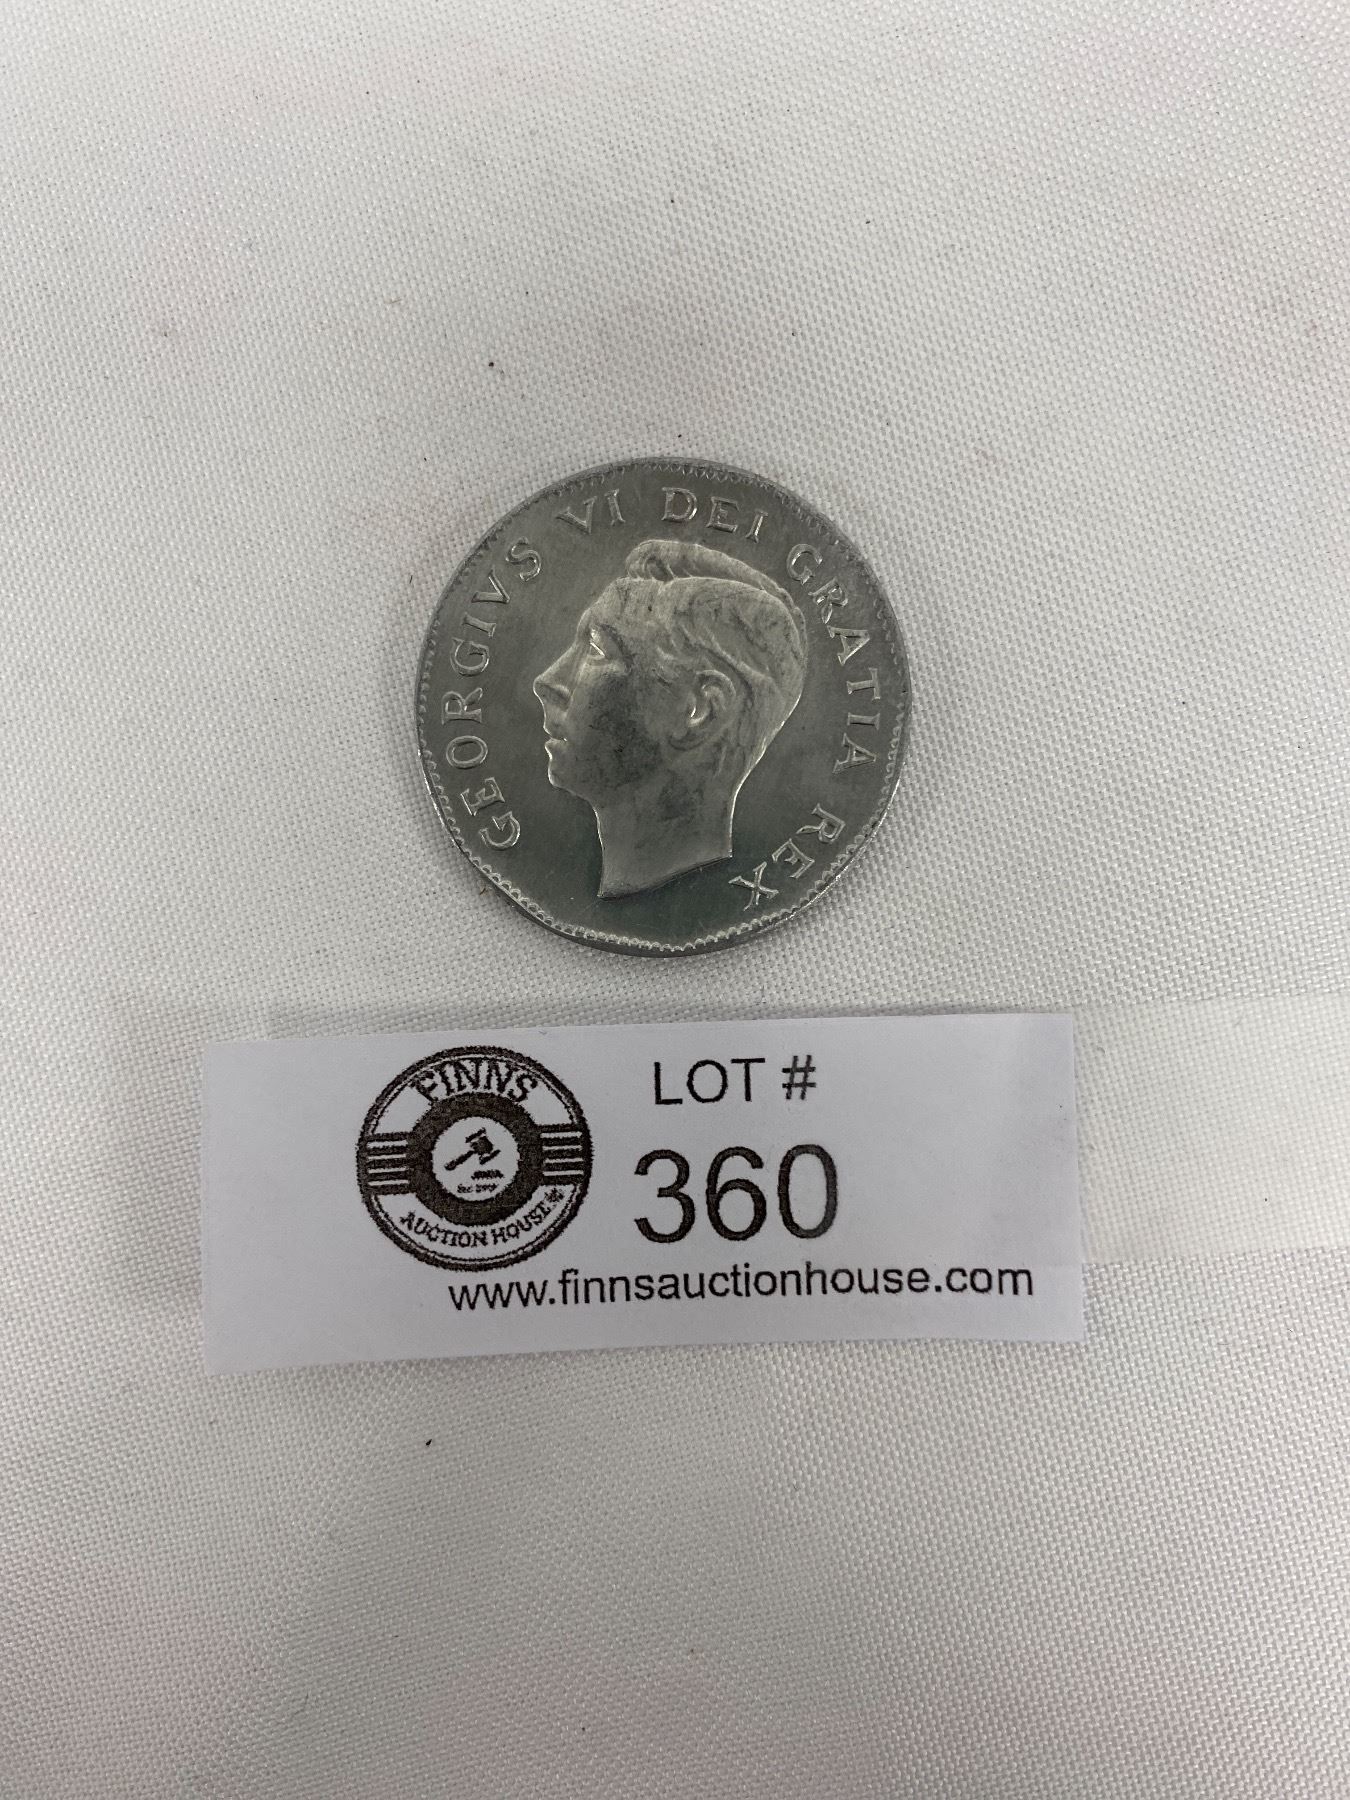 GEORGIVS VI DEI GRATIA REX
FINNS
AUCTION HOUSE
LOT #
360
www.finnsauctionhouse.com